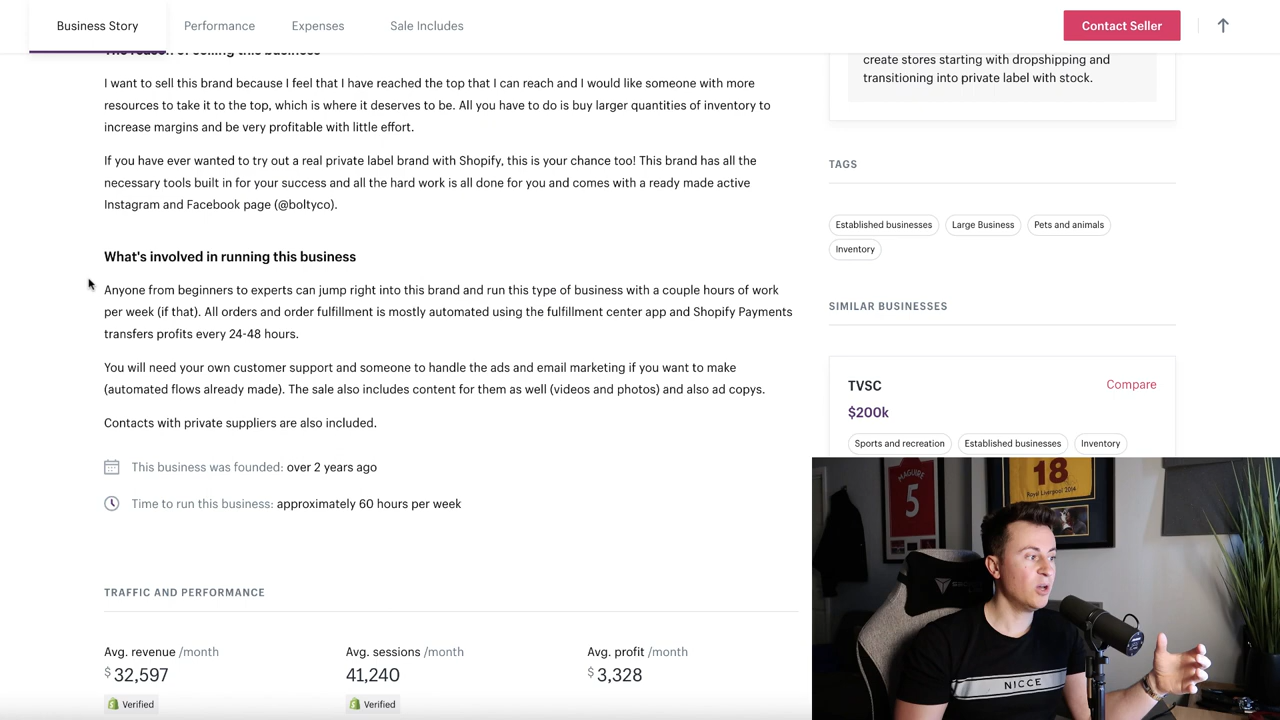 Business Story
Performance
Expenses
Sale Includes
Contact Seller
The reason of selling this business
I want to sell this brand because I feel that I have reached the top that I can reach and I would like someone with more
resources to take it to the top, which is where it deserves to be. All you have to do is buy larger quantities of inventory to
increase margins and be very profitable with little effort.
If you have ever wanted to try out a real private label brand with Shopify, this is your chance too! This brand has all the
necessary tools built in for your success and all the hard work is all done for you and comes with a ready made active
Instagram and Facebook page (@boltyco).
What's involved in running this business
Anyone from beginners to experts can jump right into this brand and run this type of business with a couple hours of work
per week (if that). All orders and order fulfillment is mostly automated using the fulfillment center app and Shopify Payments
transfers profits every 24-48 hours.
You will need your own customer support and someone to handle the ads and email marketing if you want to make
(automated flows already made). The sale also includes content for them as well (videos and photos) and also ad copys.
Contacts with private suppliers are also included.
This business was founded: over 2 years ago
Time to run this business: approximately 60 hours per week
TRAFFIC AND PERFORMANCE
Avg. revenue /month
$32,597
Verified
Avg. sessions /month
41,240
Verified
Avg. profit /month
$3,328
create stores starting with dropshipping and
transitioning into private label with stock.
TAGS
Established businesses
Large Business
Pets and animals
Inventory
SIMILAR BUSINESSES
TVSC
Compare
$200k
Sports and recreation
Established businesses
Inventory
MAGUIRE
5
18
Royal Liverpool 2014
NICCE